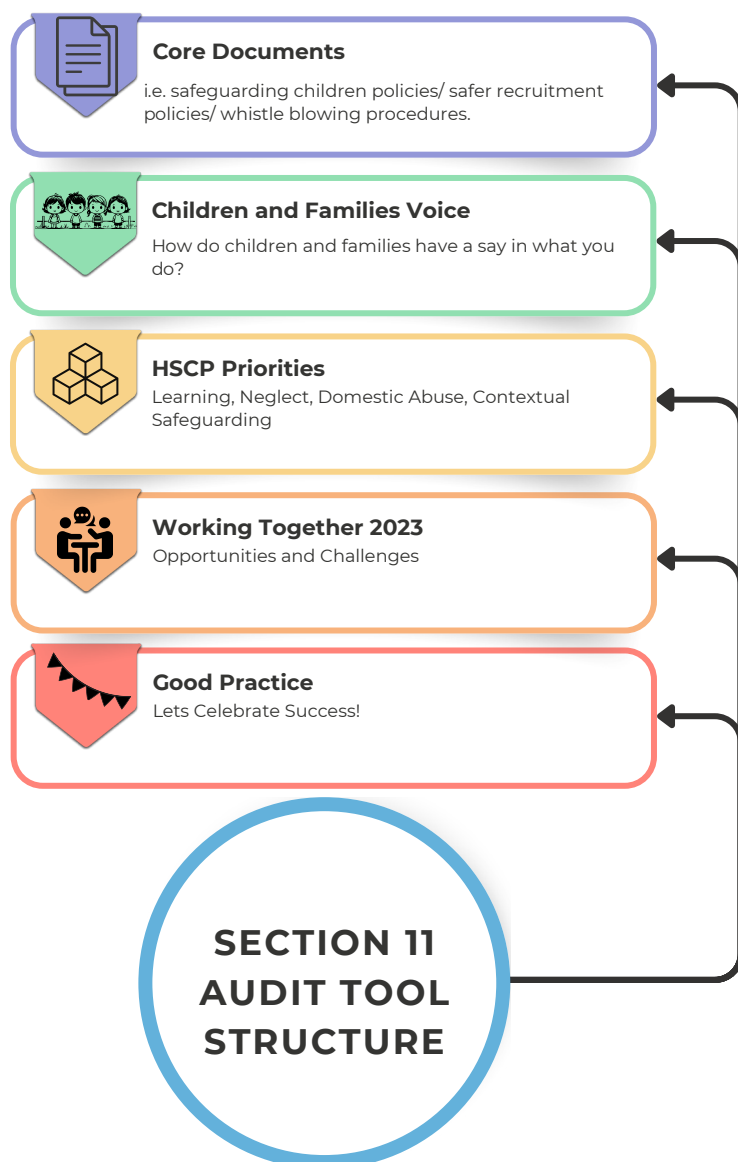 Core Documents
i.e. safeguarding children policies/ safer recruitment
policies/ whistle blowing procedures.
Children and Families Voice
How do children and families have a say in what you
do?
HSCP Priorities
Learning, Neglect, Domestic Abuse, Contextual
Safeguarding
Working Together 2023
Opportunities and Challenges
Good Practice
Lets Celebrate Success!
SECTION 11
AUDIT TOOL
STRUCTURE